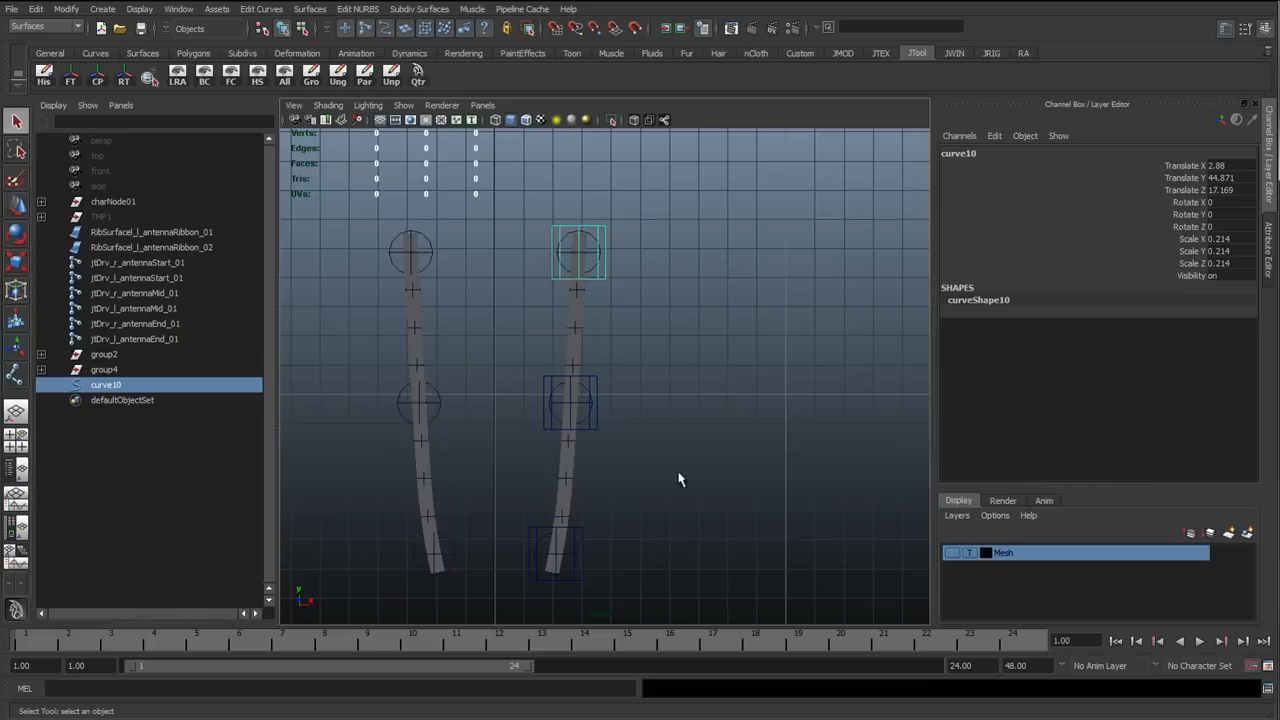 File Edit Modify Create Display Window Assets Edit Curves Surfaces Edit NURBS Subdiv Surfaces Muscle Pipeline Cache Help
Surfaces Objects
General Curves Surfaces Polygons Subdivs Deformation Animation Dynamics Rendering PaintEffects Toon Muscle Fluids Fur Hair nCloth Custom JMOD JTEX JTool JWIN JRIG RA
His FT CP RT LRA BC FC HS All Gro Ung Par Unp Qtr
Display Show Panels
View Shading Lighting Show Renderer Panels
Channel Box / Layer Editor
persp
top
front
side
charNode01
TMP1
RibSurfacel_l_antennaRibbon_01
RibSurfacel_l_antennaRibbon_02
jtDrv_r_antennaStart_01
jtDrv_l_antennaStart_01
jtDrv_r_antennaMid_01
jtDrv_l_antennaMid_01
jtDrv_r_antennaEnd_01
jtDrv_l_antennaEnd_01
group2
group4
curve10
defaultObjectSet
Verts: 0 0 0
Edges: 0 0 0
Faces: 0 0 0
Tris: 0 0 0
UVs: 0 0 0
y
x
Channels Edit Object Show
curve10
Translate X 2.88
Translate Y 44.871
Translate Z 17.169
Rotate X 0
Rotate Y 0
Rotate Z 0
Scale X 0.214
Scale Y 0.214
Scale Z 0.214
Visibility on
SHAPES
curveShape10
Display Render Anim
Layers Options Help
T Mesh
Channel Box / Layer Editor
Attribute Editor
1 2 3 4 5 6 7 8 9 10 11 12 13 14 15 16 17 18 19 20 21 22 23 24
1.00
1.00 1.00 1 24 24.00 48.00 No Anim Layer No Character Set
MEL
Select Tool: select an object